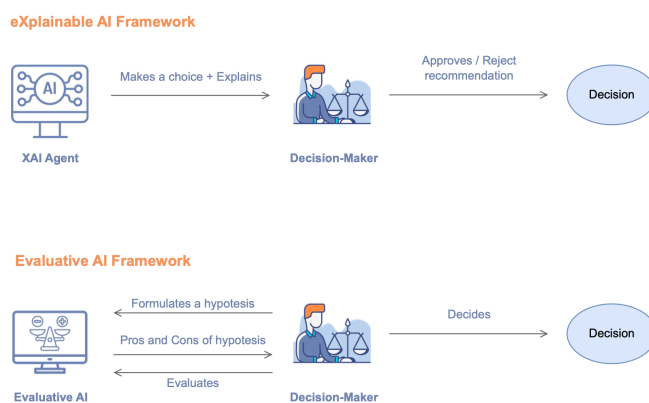 eXplainable AI Framework
AI
Makes a choice + Explains
Approves / Reject
recommendation
Decision
XAI Agent
Decision-Maker
Evaluative AI Framework
Formulates a hypotesis
Pros and Cons of hypotesis
Evaluates
Decides
Decision
Evaluative AI
Decision-Maker